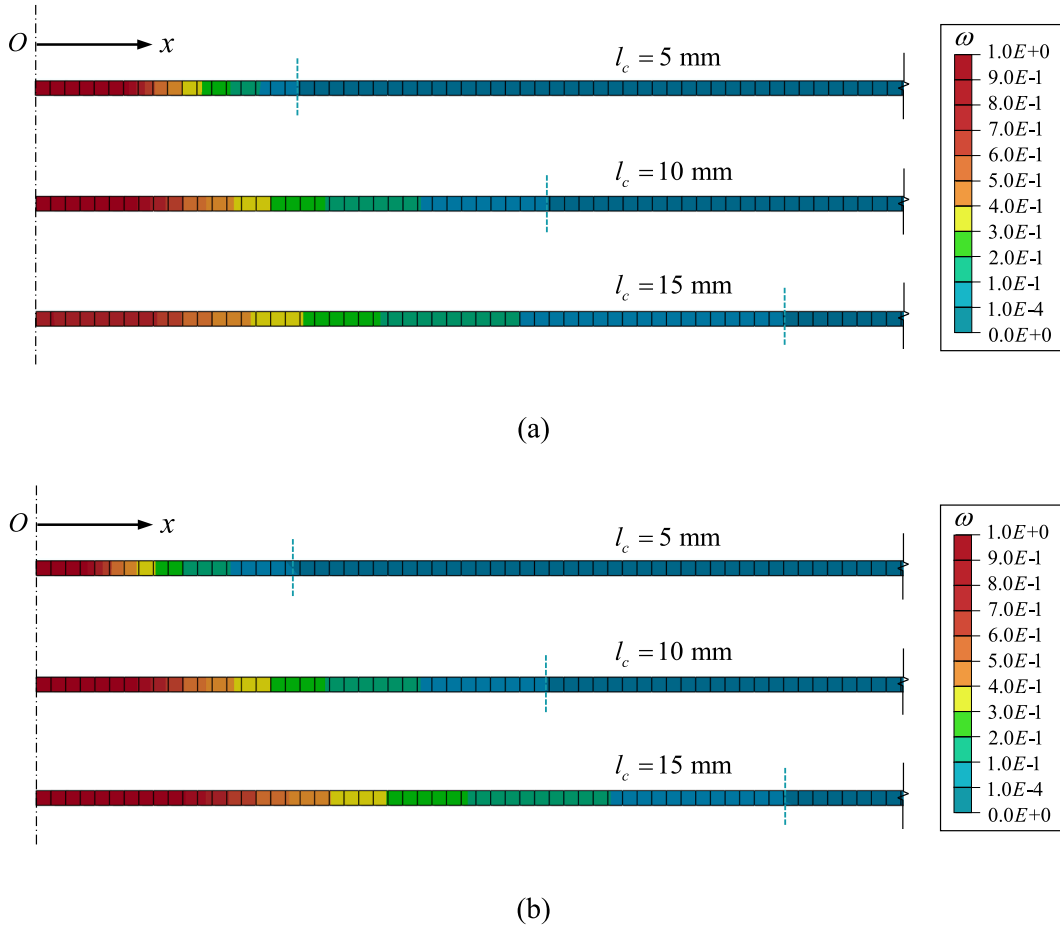 O
x
l_c = 5 mm
l_c = 10 mm
l_c = 15 mm
ω
1.0E+0
9.0E-1
8.0E-1
7.0E-1
6.0E-1
5.0E-1
4.0E-1
3.0E-1
2.0E-1
1.0E-1
1.0E-4
0.0E+0
(a)
O
x
l_c = 5 mm
l_c = 10 mm
l_c = 15 mm
ω
1.0E+0
9.0E-1
8.0E-1
7.0E-1
6.0E-1
5.0E-1
4.0E-1
3.0E-1
2.0E-1
1.0E-1
1.0E-4
0.0E+0
(b)